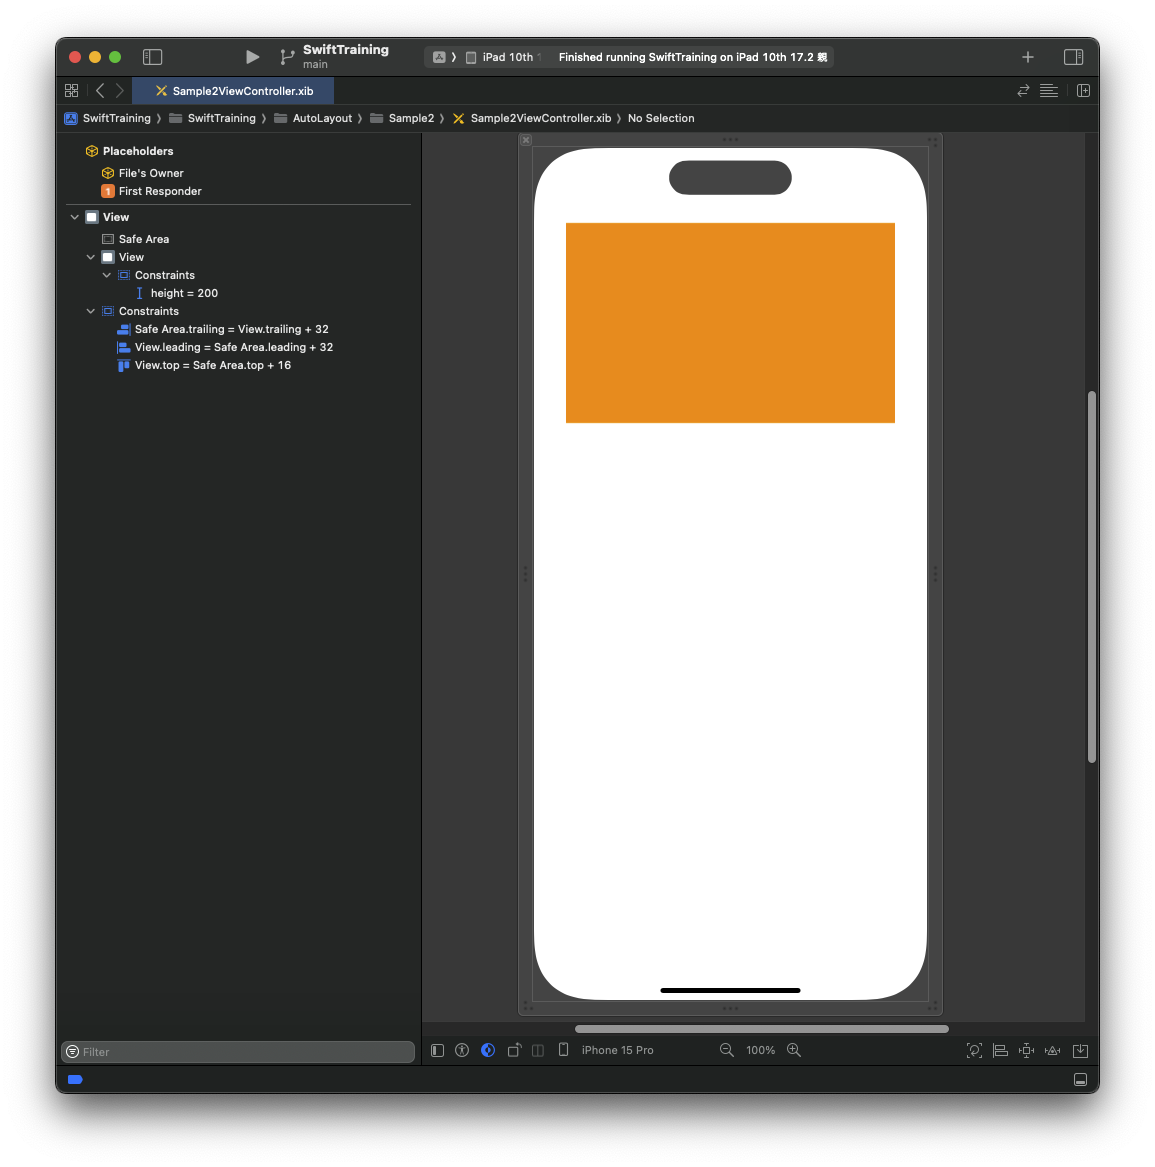 SwiftTraining
main
iPad 10th
Finished running SwiftTraining on iPad 10th 17.2 親
Sample2ViewController.xib
SwiftTraining 〉 SwiftTraining 〉 AutoLayout 〉 Sample2 〉 Sample2ViewController.xib 〉 No Selection
Placeholders
File's Owner
1 First Responder
View
Safe Area
View
Constraints
height = 200
Constraints
Safe Area.trailing = View.trailing + 32
View.leading = Safe Area.leading + 32
View.top = Safe Area.top + 16
Filter
iPhone 15 Pro
100%